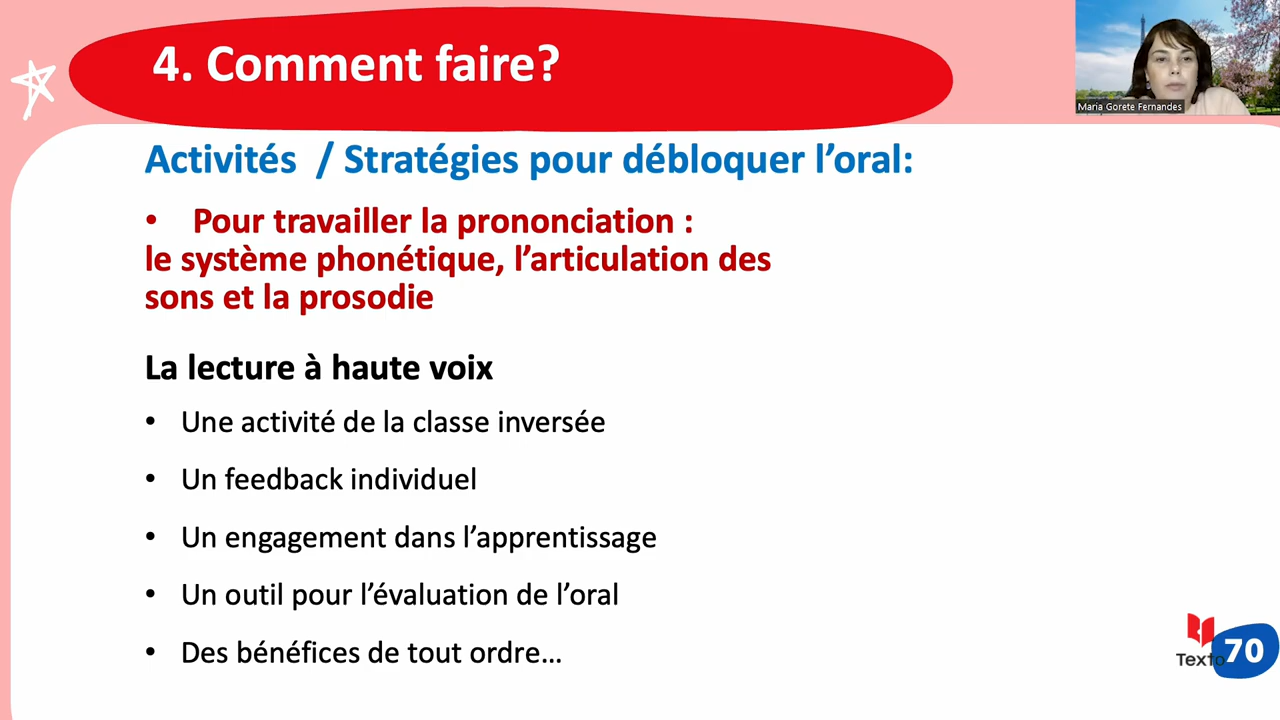 4. Comment faire?
Maria Gorete Fernandes
Activités / Stratégies pour débloquer l’oral:
• Pour travailler la prononciation :
le système phonétique, l’articulation des
sons et la prosodie
La lecture à haute voix
• Une activité de la classe inversée
• Un feedback individuel
• Un engagement dans l’apprentissage
• Un outil pour l’évaluation de l’oral
• Des bénéfices de tout ordre…
Texto 70